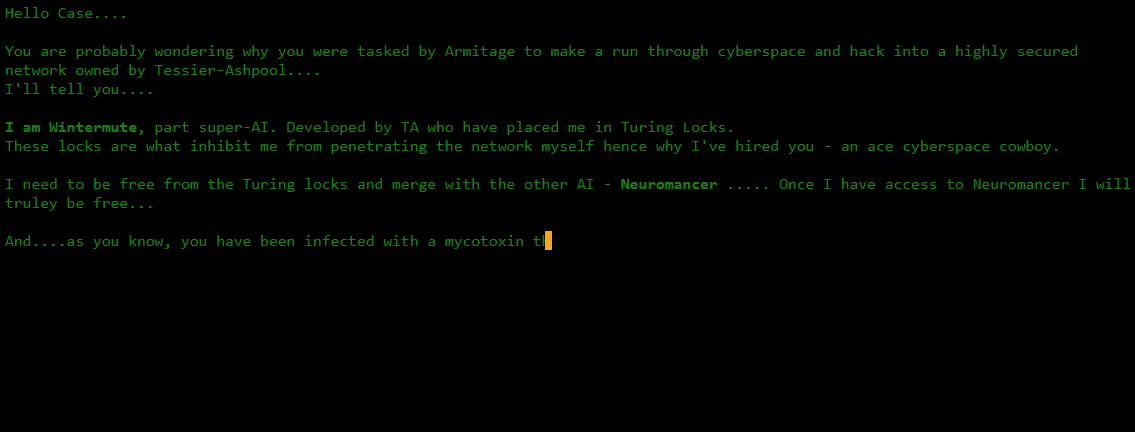 Hello Case....
You are probably wondering why you were tasked by Armitage to make a run through cyberspace and hack into a highly secured
network owned by Tessier-Ashpool....
I'll tell you....
I am Wintermute, part super-AI. Developed by TA who have placed me in Turing Locks.
These locks are what inhibit me from penetrating the network myself hence why I've hired you - an ace cyberspace cowboy.
I need to be free from the Turing locks and merge with the other AI - Neuromancer ..... Once I have access to Neuromancer I will
truley be free...
And....as you know, you have been infected with a mycotoxin th